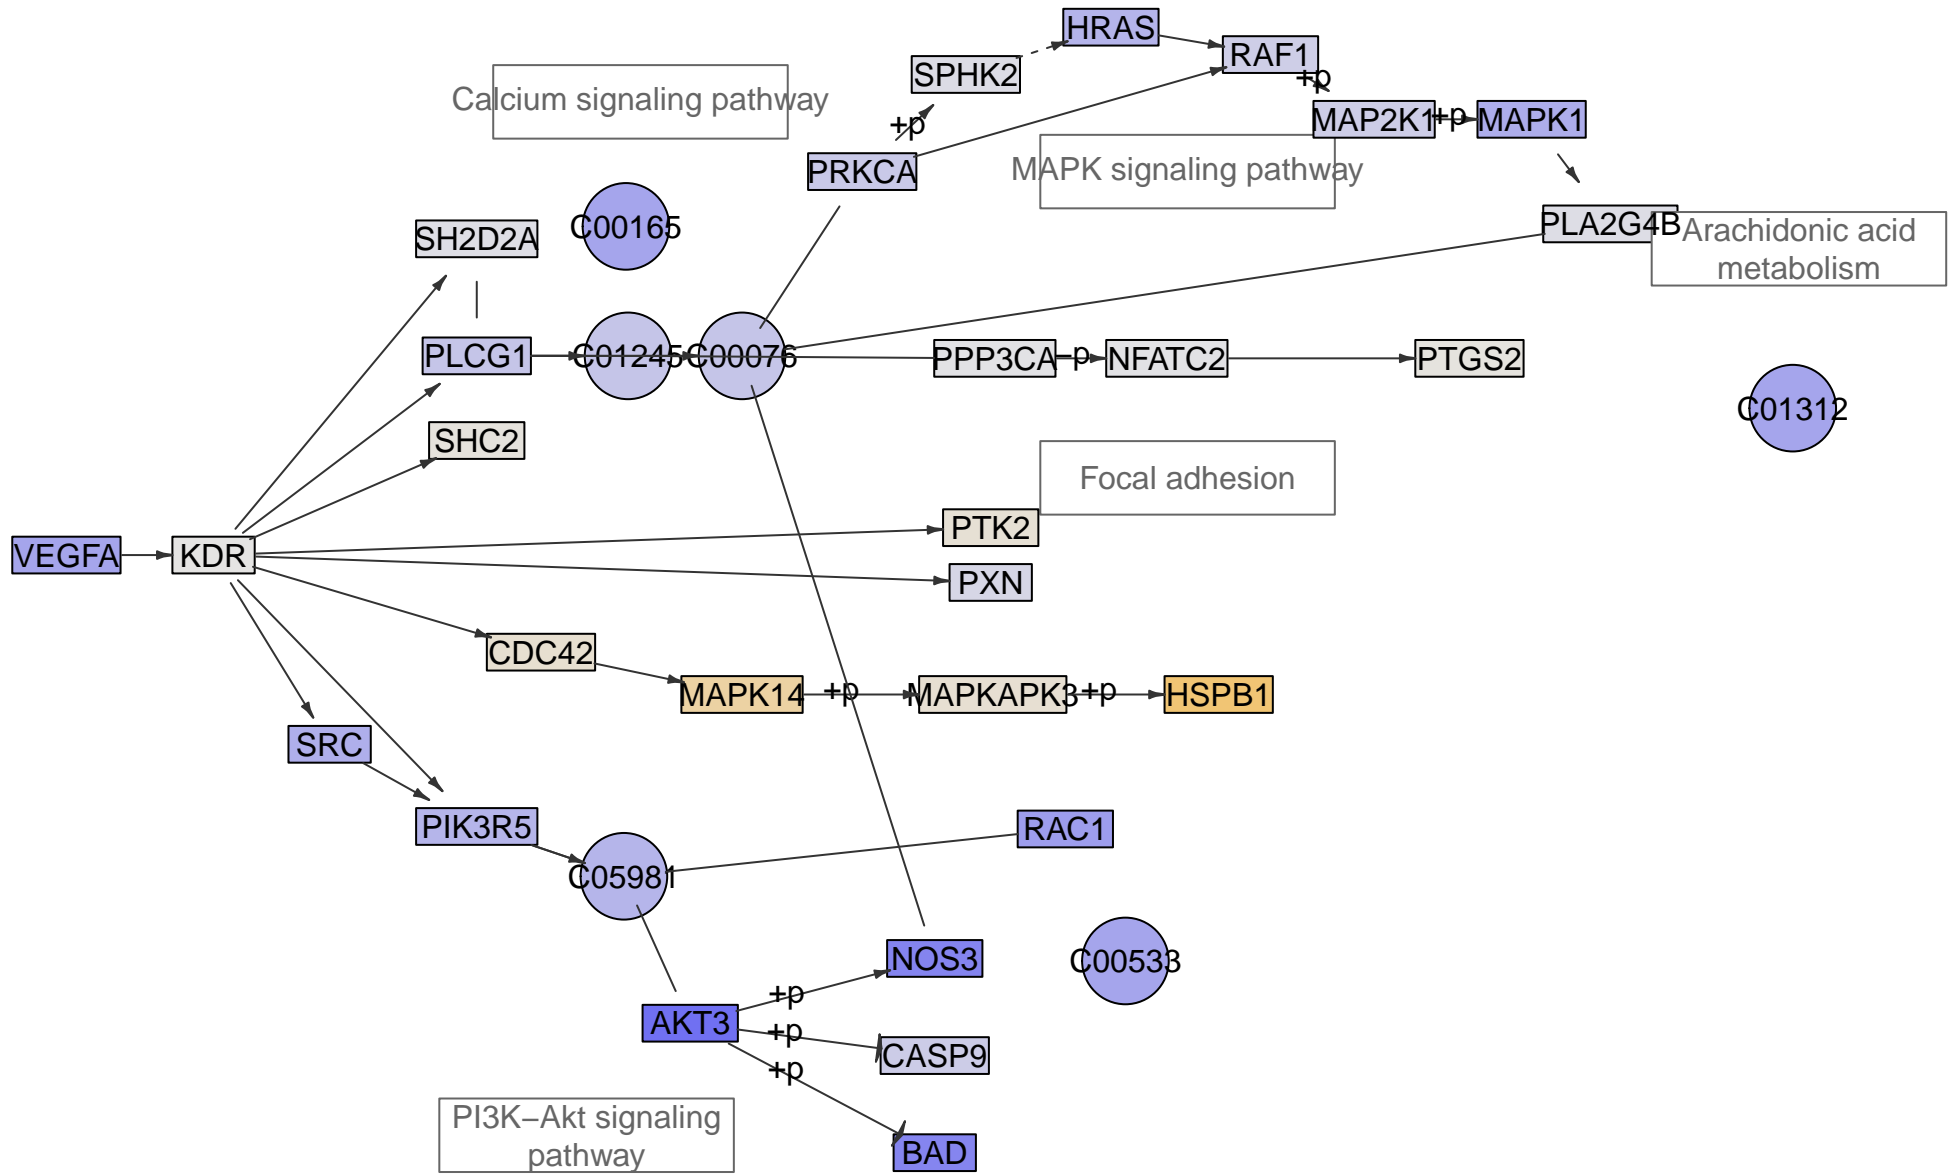 HRAS
RAF1
SPHK2
+p
Calcium signaling pathway
MAP2K1
+p
MAPK1
+p
PRKCA
MAPK signaling pathway
C00165
SH2D2A
PLA2G4B
Arachidonic acid
metabolism
PLCG1
C01245
C00076
PPP3CA
−p
NFATC2
PTGS2
C01312
SHC2
Focal adhesion
PTK2
VEGFA
KDR
PXN
CDC42
MAPK14
+p
MAPKAPK3
+p
HSPB1
SRC
PIK3R5
RAC1
C05981
NOS3
C00533
+p
AKT3
+p
CASP9
+p
PI3K−Akt signaling
pathway
BAD